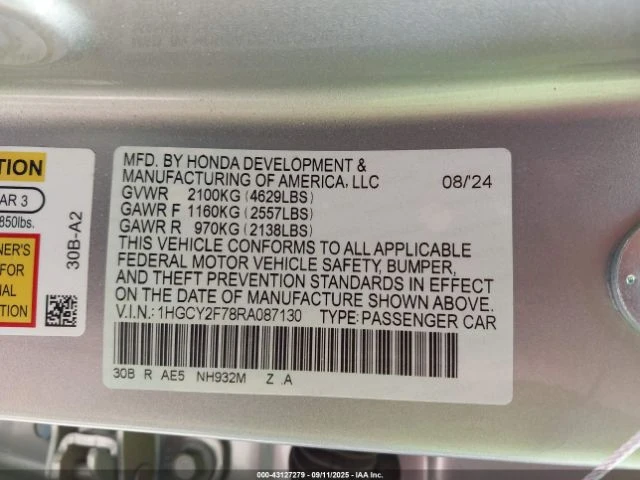 TION
AR 3
850lbs.
NER'S
FOR
AL
ON
30B-A2
MFD. BY HONDA DEVELOPMENT &
MANUFACTURING OF AMERICA, LLC 08/'24
GVWR 2100KG (4629LBS)
GAWR F 1160KG (2557LBS)
GAWR R 970KG (2138LBS)
THIS VEHICLE CONFORMS TO ALL APPLICABLE
FEDERAL MOTOR VEHICLE SAFETY, BUMPER,
AND THEFT PREVENTION STANDARDS IN EFFECT
ON THE DATE OF MANUFACTURE SHOWN ABOVE.
V.I.N.: 1HGCY2F78RA087130 TYPE: PASSENGER CAR
30B R AE5 NH932M Z .A
000-43127279 - 09/11/2025 - IAA Inc.